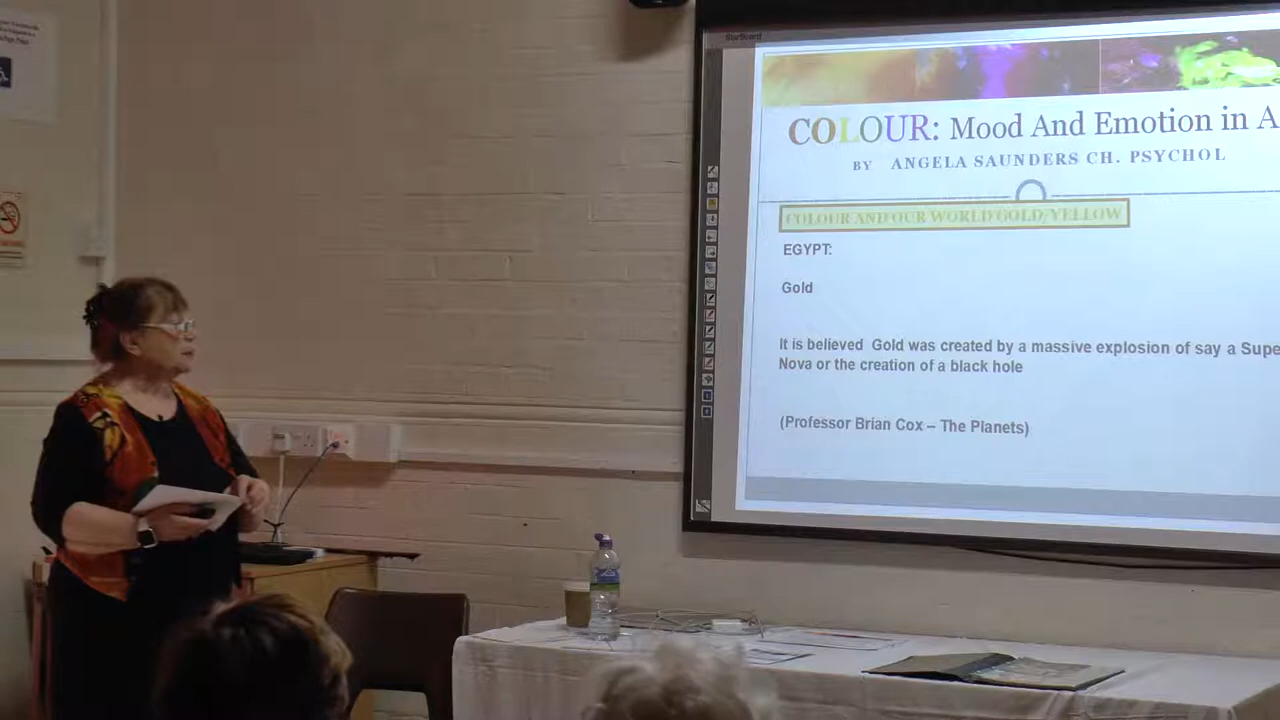 StarBoard
COLOUR: Mood And Emotion in A
BY ANGELA SAUNDERS CH. PSYCHOL
COLOUR AND OUR WORLD GOLD/YELLOW
EGYPT:
Gold
It is believed Gold was created by a massive explosion of say a Supe
Nova or the creation of a black hole
(Professor Brian Cox – The Planets)